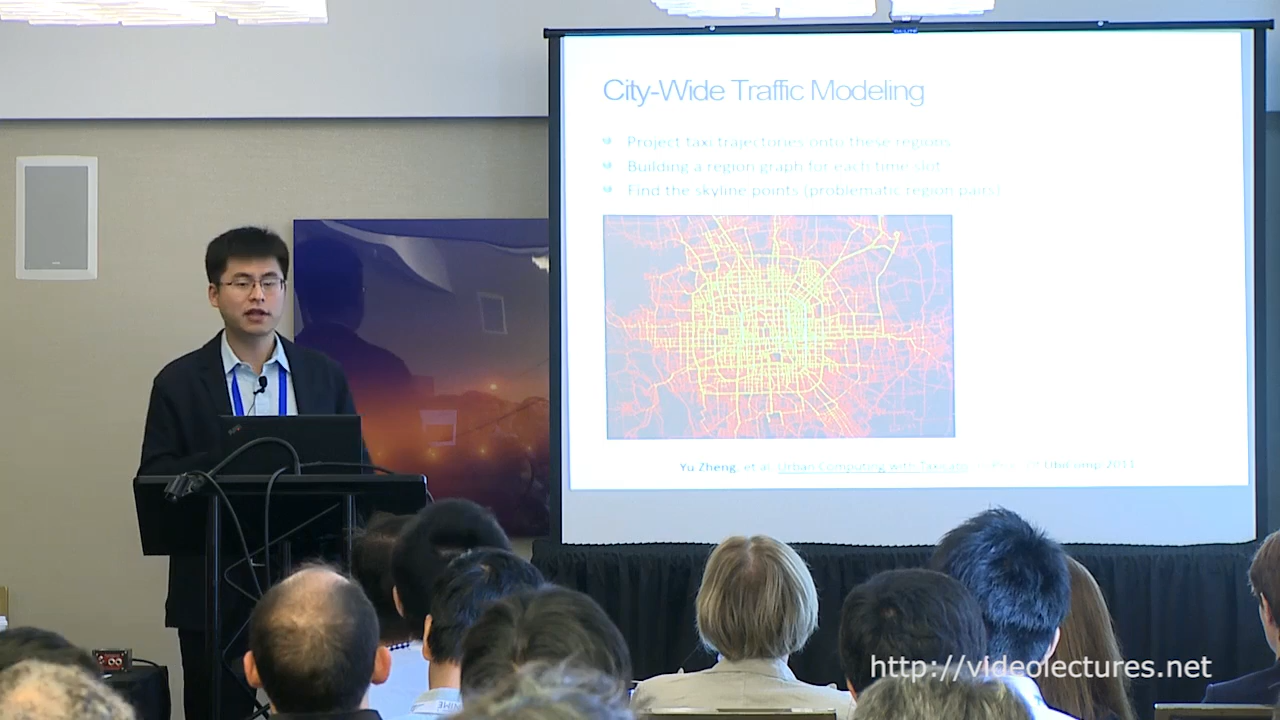 City-Wide Traffic Modeling
Project taxi trajectories onto these regions
Building a region graph for each time slot
Find the skyline points (problematic region pairs)
Yu Zheng, et al. Urban Computing with Taxicabs UbiComp 2011
http://videolectures.net